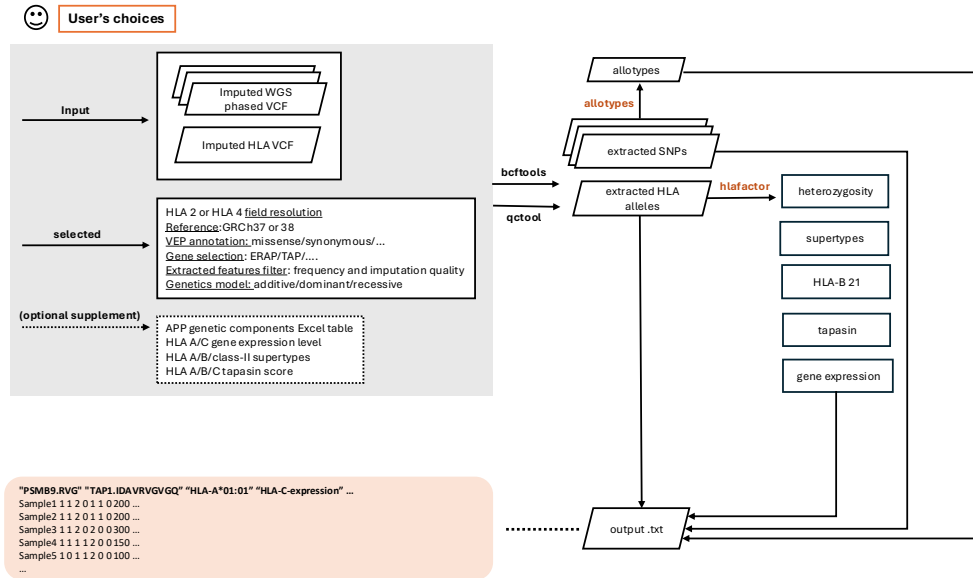 User's choices
Input
Imputed WGS
phased VCF
Imputed HLA VCF
selected
HLA 2 or HLA 4 field resolution
Reference:GRCh37 or 38
VEP annotation: missense/synonymous/...
Gene selection: ERAP/TAP/....
Extracted features filter: frequency and imputation quality
Genetics model: additive/dominant/recessive
(optional supplement)
APP genetic components Excel table
HLA A/C gene expression level
HLA A/B/class-II supertypes
HLA A/B/C tapasin score
bcftools
qctool
allotypes
allotypes
extracted SNPs
extracted HLA
alleles
hlafactor
heterozygosity
supertypes
HLA-B 21
tapasin
gene expression
output .txt
"PSMB9.RVG" "TAP1.IDAVRVGVGQ" "HLA-A*01:01" "HLA-C-expression" ...
Sample1 1 1 2 0 1 1 0 200 ...
Sample2 1 1 2 0 1 1 0 200 ...
Sample3 1 1 2 0 2 0 0 300 ...
Sample4 1 1 1 1 2 0 0 150 ...
Sample5 1 0 1 1 2 0 0 100 ...
...